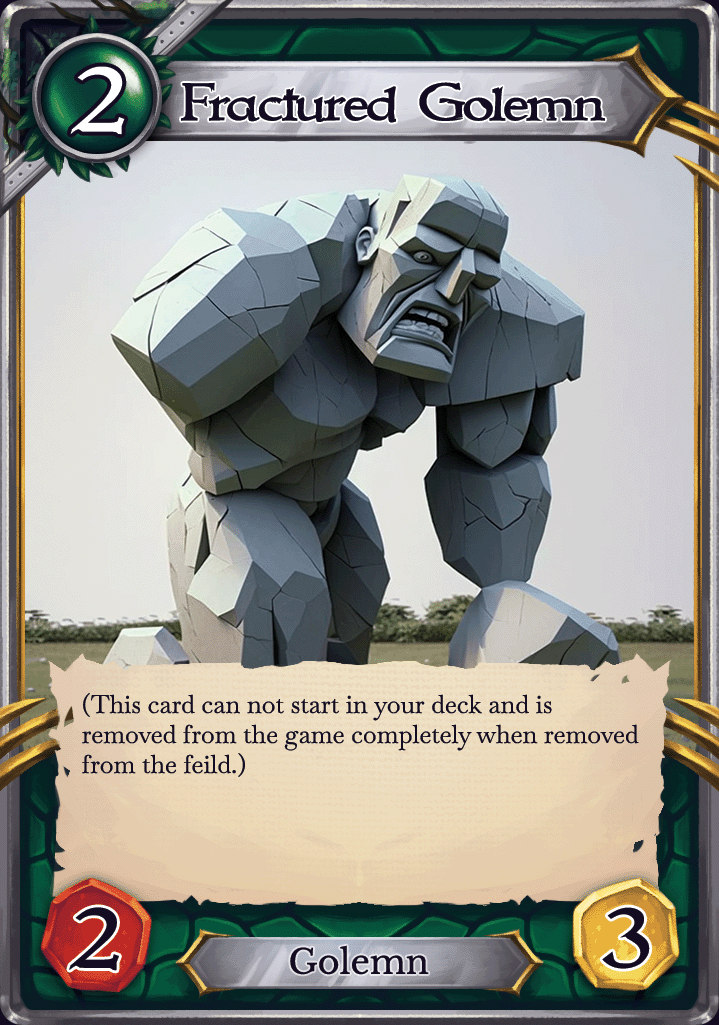 2
Fractured Golemn
(This card can not start in your deck and is
removed from the game completely when removed
from the feild.)
2
Golemn
3